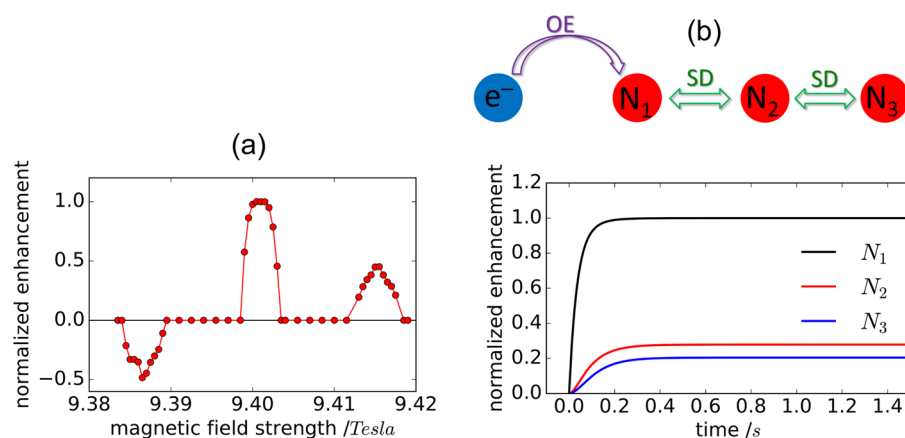 (a)
normalized enhancement
1.0
0.5
0.0
−0.5
9.38 9.39 9.40 9.41 9.42
magnetic field strength /Tesla
(b)
OE
e⁻ N₁ SD N₂ SD N₃
normalized enhancement
1.2
1.0
0.8
0.6
0.4
0.2
0.0
N₁
N₂
N₃
0.0 0.2 0.4 0.6 0.8 1.0 1.2 1.4
time /s